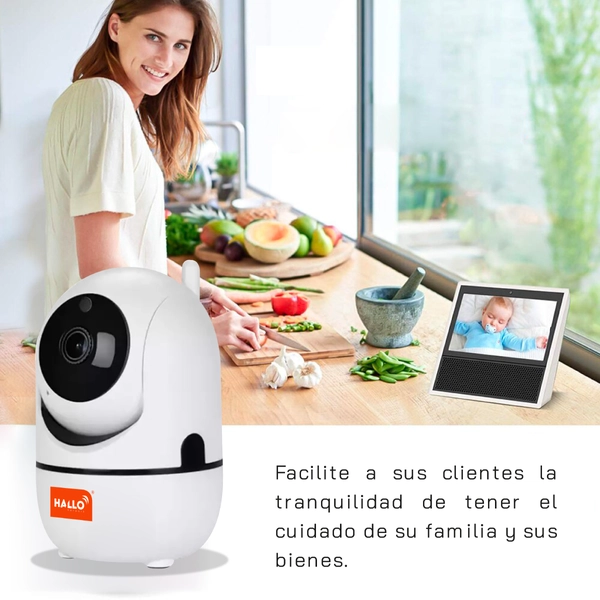 HALLO
Facilite a sus clientes la
tranquilidad de tener el
cuidado de su familia y sus
bienes.